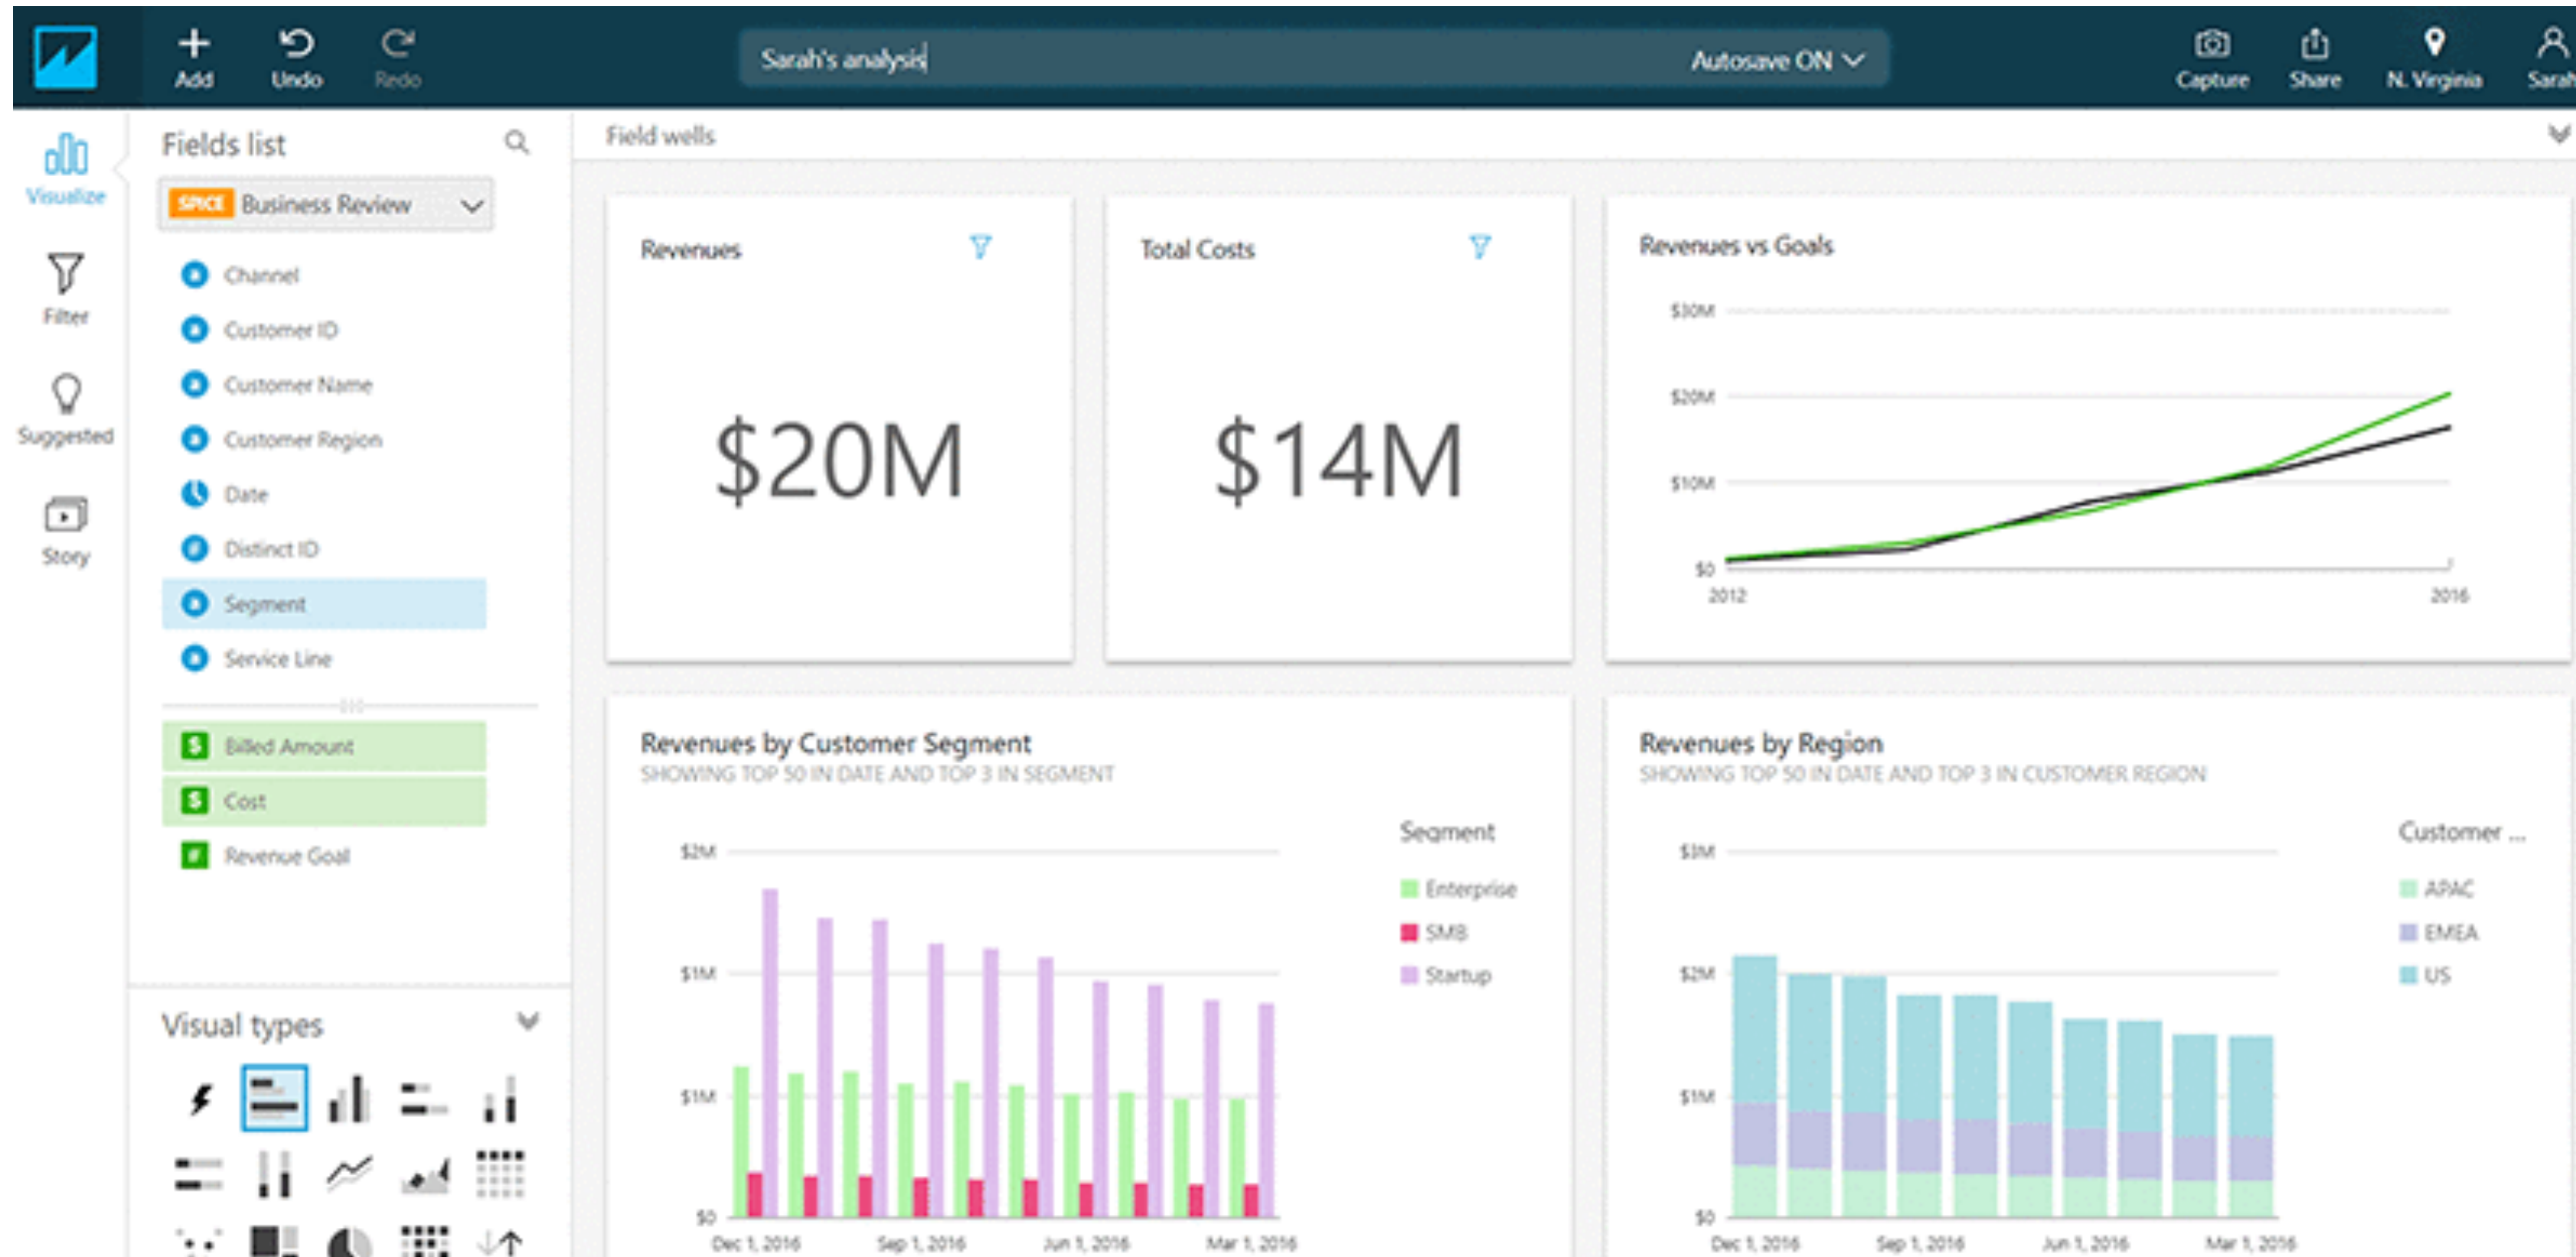 Add
Undo
Redo
Sarah's analysis
Autosave ON
Capture
Share
N. Virginia
Sarah
Visualize
Filter
Suggested
Story
Fields list
SPICE Business Review
Channel
Customer ID
Customer Name
Customer Region
Date
Distinct ID
Segment
Service Line
Billed Amount
Cost
Revenue Goal
Visual types
Field wells
Revenues
$20M
Total Costs
$14M
Revenues vs Goals
$30M
$20M
$10M
$0
2012
2016
Revenues by Customer Segment
SHOWING TOP 50 IN DATE AND TOP 3 IN SEGMENT
$2M
$1M
$1M
$0
Dec 1, 2016
Sep 1, 2016
Jun 1, 2016
Mar 1, 2016
Segment
Enterprise
SMB
Startup
Revenues by Region
SHOWING TOP 50 IN DATE AND TOP 3 IN CUSTOMER REGION
$3M
$2M
$1M
$0
Dec 1, 2016
Sep 1, 2016
Jun 1, 2016
Mar 1, 2016
Customer ...
APAC
EMEA
US